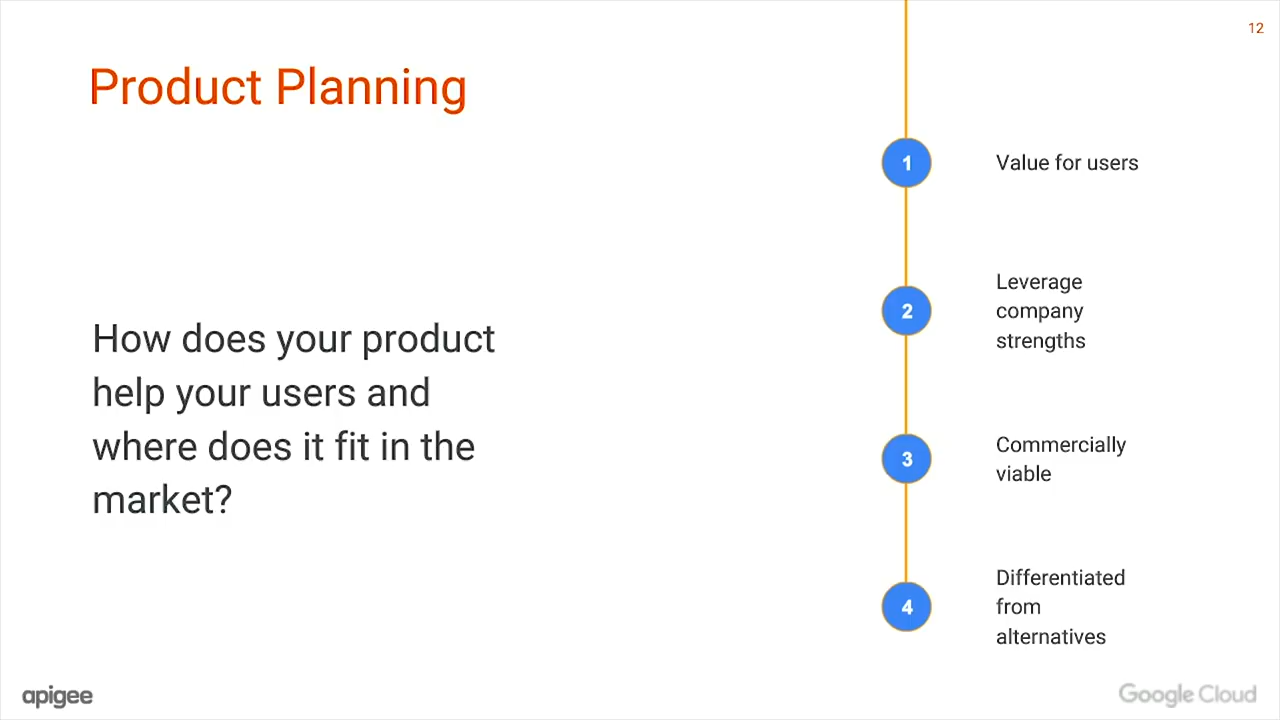 12
Product Planning
How does your product
help your users and
where does it fit in the
market?
1
Value for users
2
Leverage
company
strengths
3
Commercially
viable
4
Differentiated
from
alternatives
apigee
Google Cloud